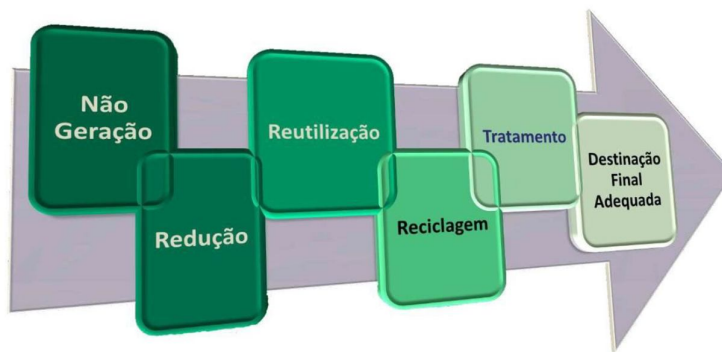 Não
Geração
Redução
Reutilização
Reciclagem
Tratamento
Destinação
Final
Adequada